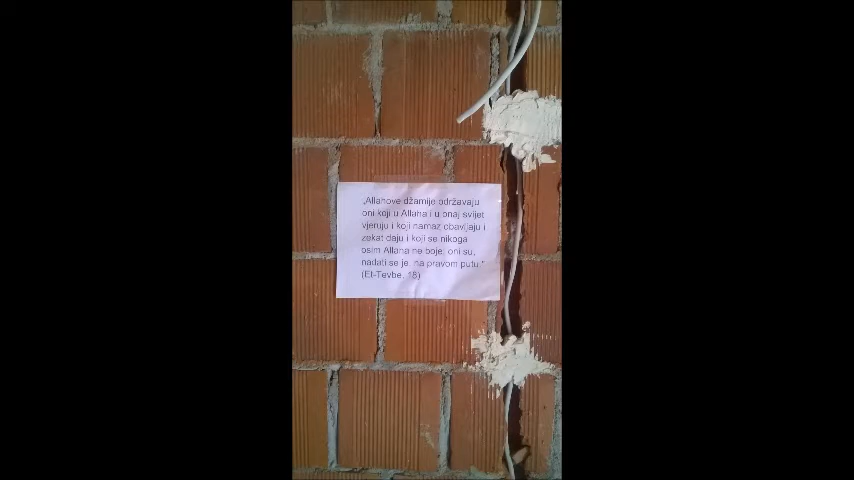 „Allahove džamije održavaju
oni koji u Allaha i u onaj svijet
vjeruju i koji namaz obavljaju i
zekat daju i koji se nikoga
osim Allaha ne boje; oni su,
nadati se je, na pravom putu.“
(Et-Tevbe, 18)